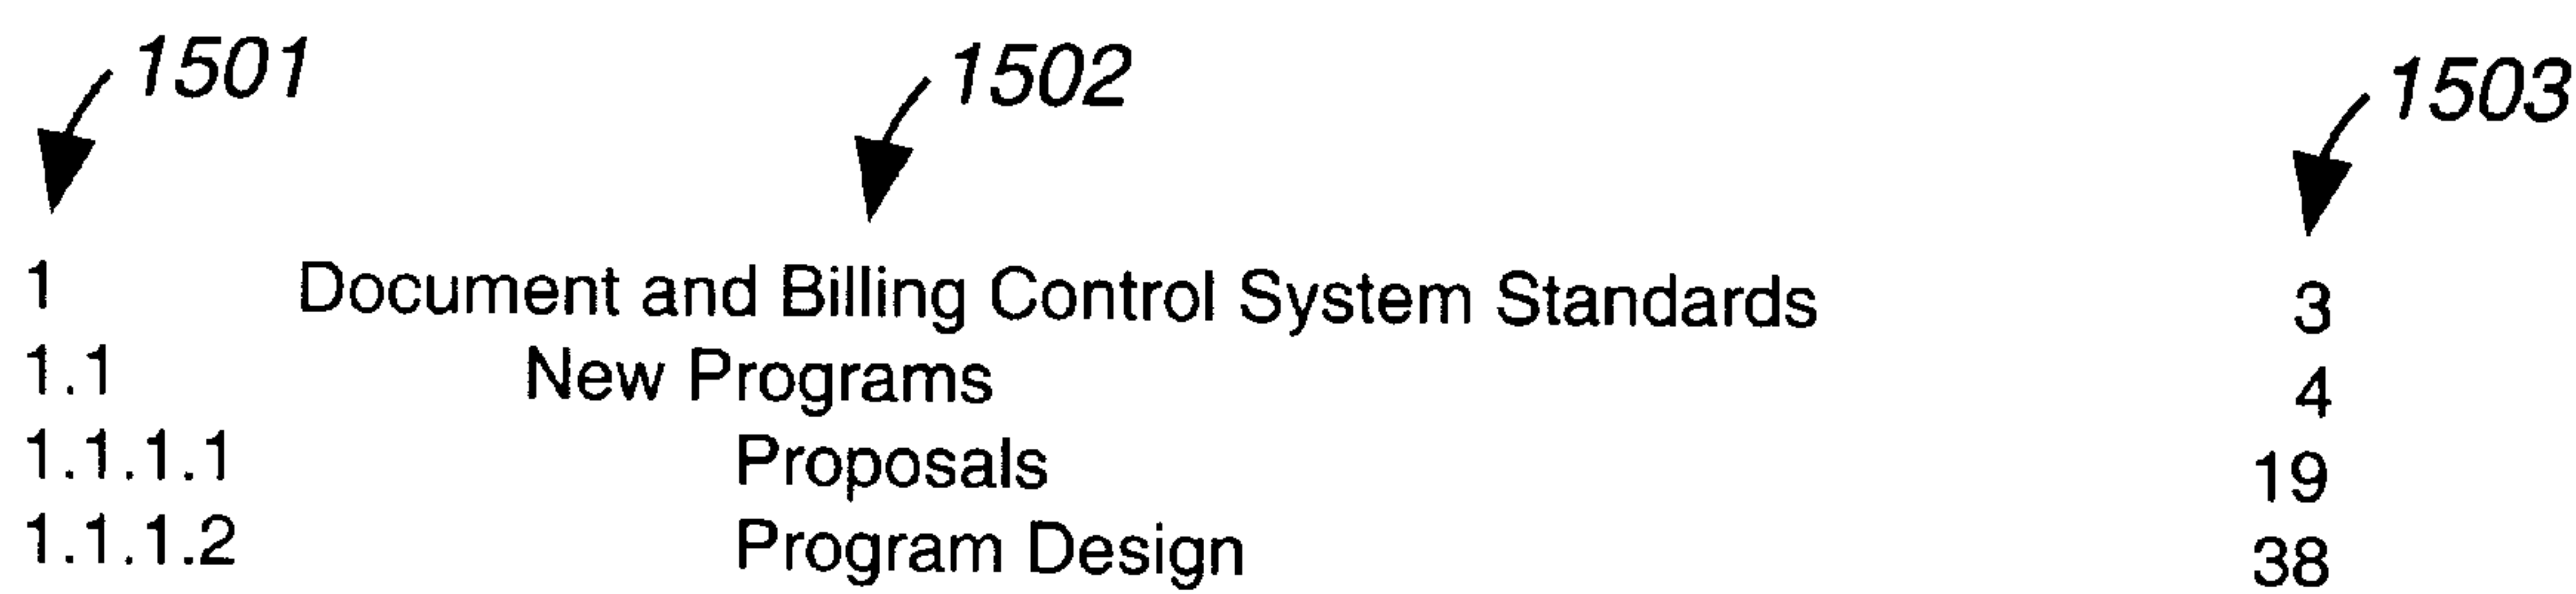 1501 1502 1503
1 Document and Billing Control System Standards 3
1.1 New Programs 4
1.1.1.1 Proposals 19
1.1.1.2 Program Design 38